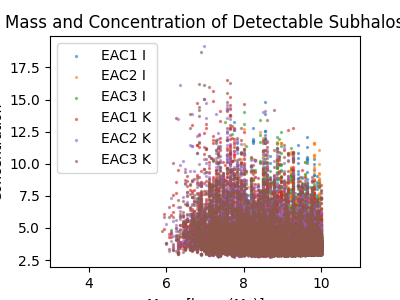 Mass and Concentration of Detectable Subhalos
EAC1 I
EAC2 I
EAC3 I
EAC1 K
EAC2 K
EAC3 K
17.5
15.0
12.5
10.0
7.5
5.0
2.5
4 6 8 10